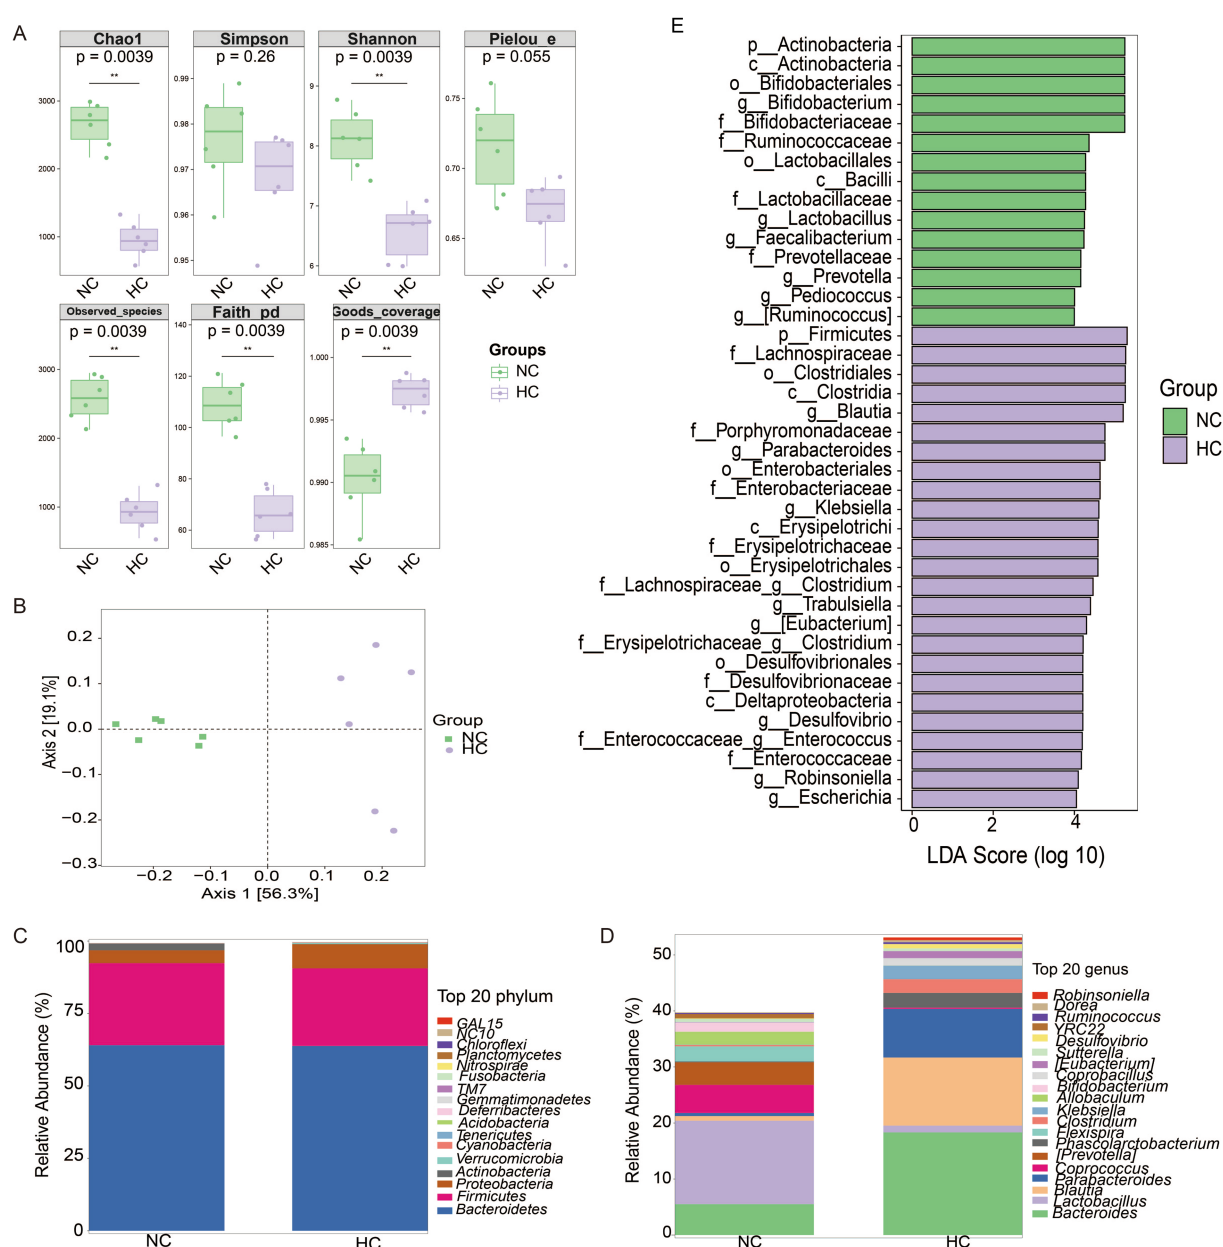 A
Chao1
p = 0.0039
**
3000
2000
1000
NC
HC
Simpson
p = 0.26
0.99
0.98
0.97
0.96
0.95
NC
HC
Shannon
p = 0.0039
**
9
8
7
6
NC
HC
Pielou_e
p = 0.055
0.75
0.70
0.65
NC
HC
Observed_species
p = 0.0039
**
3000
2000
1000
NC
HC
Faith_pd
p = 0.0039
**
140
120
100
80
60
NC
HC
Goods_coverage
p = 0.0039
**
1.000
0.995
0.990
0.985
NC
HC
Groups
NC
HC
B
Axis 2 [19.1%]
0.2
0.1
0.0
−0.1
−0.2
−0.3
−0.2
−0.1
0.0
0.1
0.2
Axis 1 [56.3%]
Group
NC
HC
C
Relative Abundance (%)
100
75
50
25
0
NC
HC
Top 20 phylum
GAL15
NC10
Chloroflexi
Planctomycetes
Nitrospirae
Fusobacteria
TM7
Gemmatimonadetes
Deferribacteres
Acidobacteria
Tenericutes
Cyanobacteria
Verrucomicrobia
Actinobacteria
Proteobacteria
Firmicutes
Bacteroidetes
D
Relative Abundance (%)
50
40
30
20
10
0
NC
HC
Top 20 genus
Robinsoniella
Dorea
Ruminococcus
YRC22
Desulfovibrio
Sutterella
[Eubacterium]
Coprobacillus
Bifidobacterium
Allobaculum
Klebsiella
Clostridium
Flexispira
Phascolarctobacterium
[Prevotella]
Coprococcus
Parabacteroides
Blautia
Lactobacillus
Bacteroides
E
p__Actinobacteria
c__Actinobacteria
o__Bifidobacteriales
g__Bifidobacterium
f__Bifidobacteriaceae
f__Ruminococcaceae
o__Lactobacillales
c__Bacilli
f__Lactobacillaceae
g__Lactobacillus
g__Faecalibacterium
f__Prevotellaceae
g__Prevotella
g__Pediococcus
g__[Ruminococcus]
p__Firmicutes
f__Lachnospiraceae
o__Clostridiales
c__Clostridia
g__Blautia
f__Porphyromonadaceae
g__Parabacteroides
o__Enterobacteriales
f__Enterobacteriaceae
g__Klebsiella
c__Erysipelotrichi
f__Erysipelotrichaceae
o__Erysipelotrichales
f__Lachnospiraceae_g__Clostridium
g__Trabulsiella
g__[Eubacterium]
f__Erysipelotrichaceae_g__Clostridium
o__Desulfovibrionales
f__Desulfovibrionaceae
c__Deltaproteobacteria
g__Desulfovibrio
f__Enterococcaceae_g__Enterococcus
f__Enterococcaceae
g__Robinsoniella
g__Escherichia
0
2
4
LDA Score (log 10)
Group
NC
HC